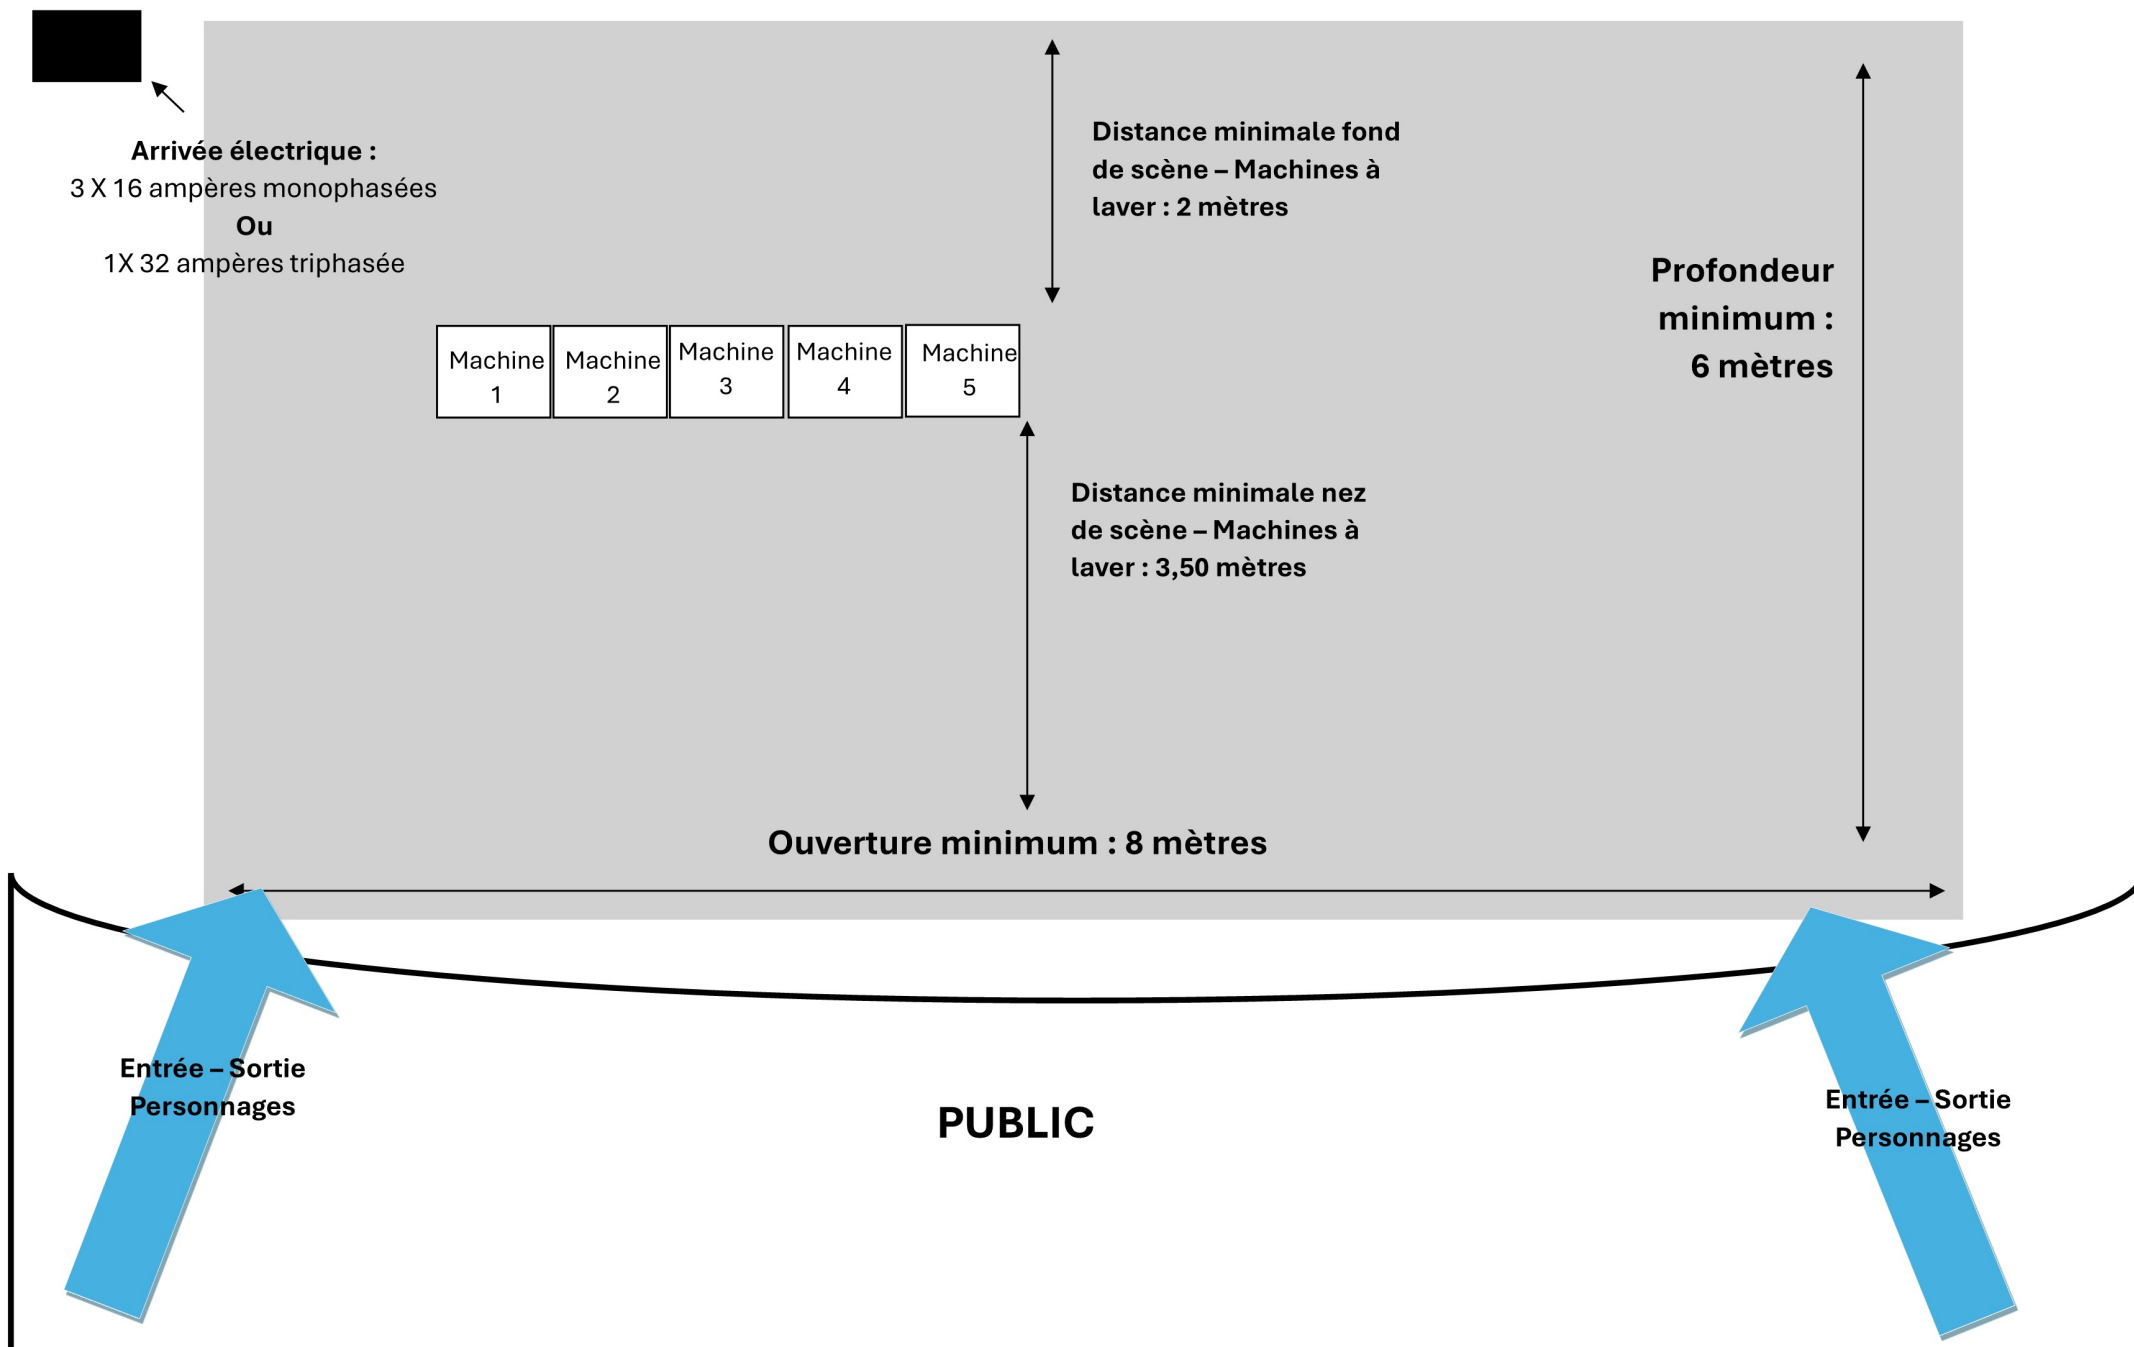 Arrivée électrique :
3 X 16 ampères monophasées
Ou
1X 32 ampères triphasée
Distance minimale fond
de scène – Machines à
laver : 2 mètres
Profondeur
minimum :
6 mètres
Machine
1
Machine
2
Machine
3
Machine
4
Machine
5
Distance minimale nez
de scène – Machines à
laver : 3,50 mètres
Ouverture minimum : 8 mètres
Entrée – Sortie
Personnages
PUBLIC
Entrée – Sortie
Personnages